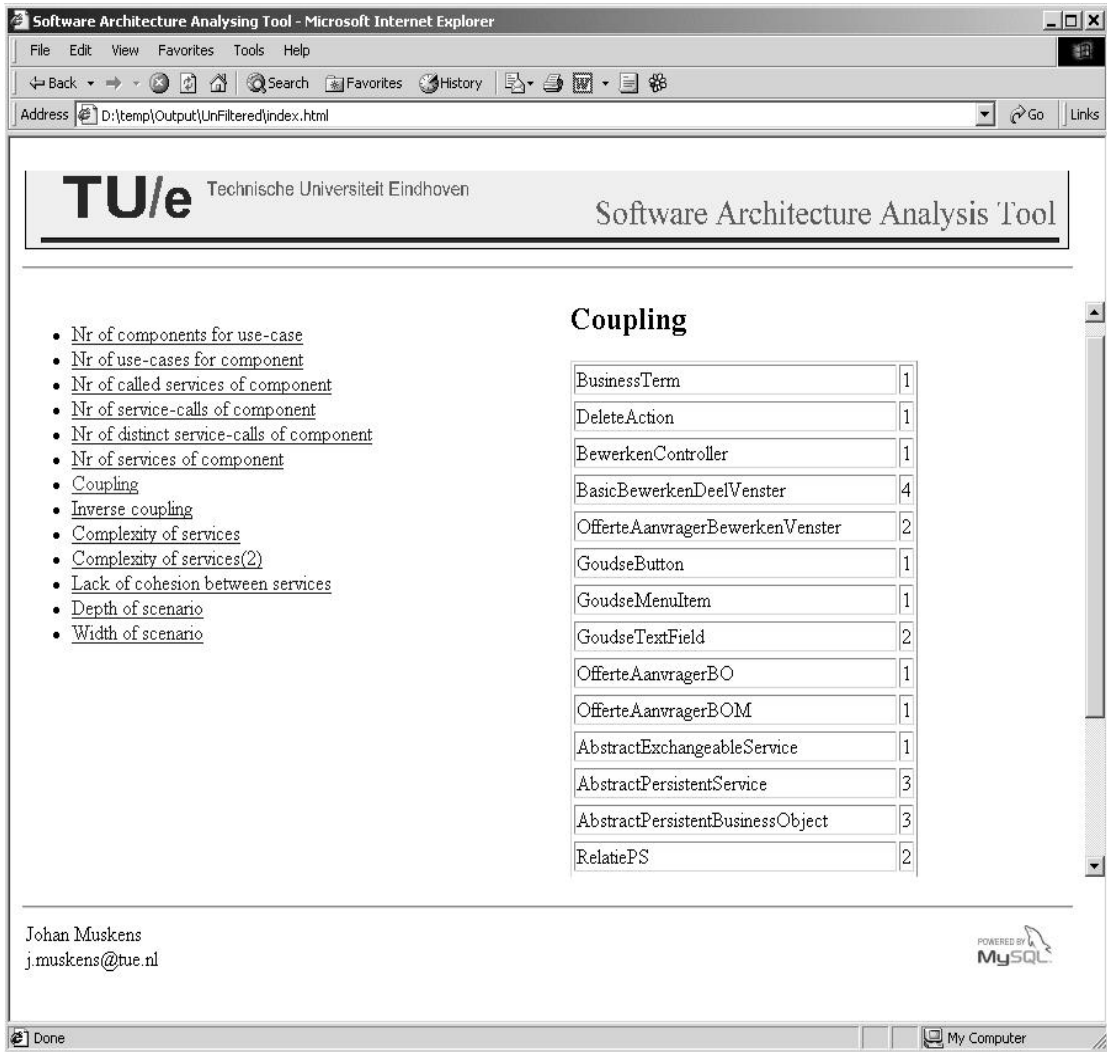 Software Architecture Analysing Tool - Microsoft Internet Explorer
File Edit View Favorites Tools Help
Back Search Favorites History
Address D:\temp\Output\UnFiltered\index.html Go Links
TU/e Technische Universiteit Eindhoven
Software Architecture Analysis Tool
Nr of components for use-case
Nr of use-cases for component
Nr of called services of component
Nr of service-calls of component
Nr of distinct service-calls of component
Nr of services of component
Coupling
Inverse coupling
Complexity of services
Complexity of services(2)
Lack of cohesion between services
Depth of scenario
Width of scenario
Coupling
BusinessTerm 1
DeleteAction 1
BewerkenController 1
BasicBewerkenDeelVenster 4
OfferteAanvragerBewerkenVenster 2
GoudseButton 1
GoudseMenuItem 1
GoudseTextField 2
OfferteAanvragerBO 1
OfferteAanvragerBOM 1
AbstractExchangeableService 1
AbstractPersistentService 3
AbstractPersistentBusinessObject 3
RelatiePS 2
Johan Muskens
j.muskens@tue.nl
POWERED BY
MySQL
Done My Computer